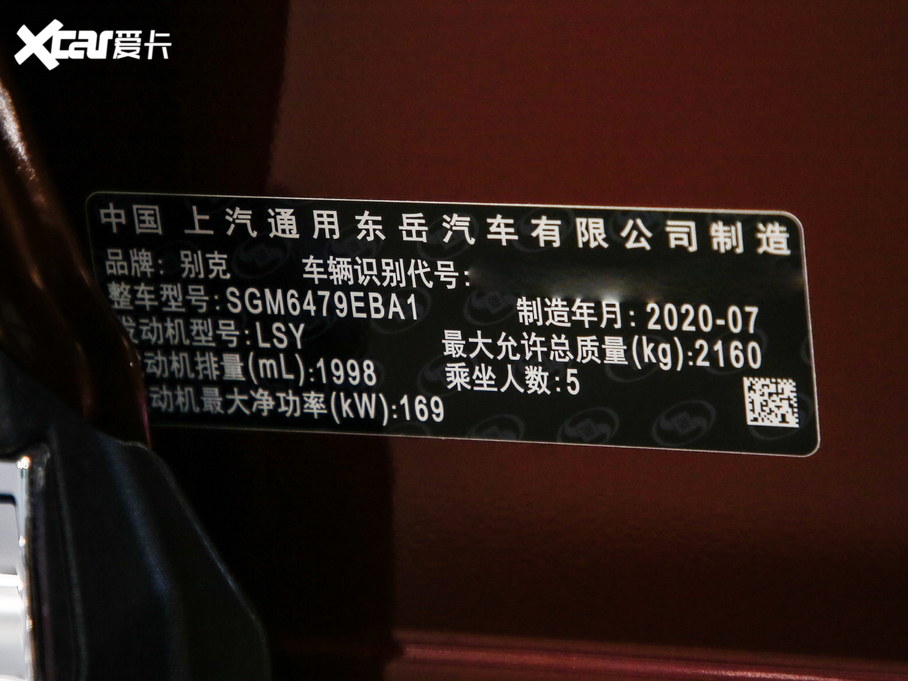 Xcar爱卡
中国 上汽通用东岳汽车有限公司制造
品牌: 别克 车辆识别代号:
整车型号:SGM6479EBA1 制造年月: 2020-07
发动机型号:LSY 最大允许总质量(kg):2160
动机排量(mL):1998 乘坐人数:5
动机最大净功率(kW):169